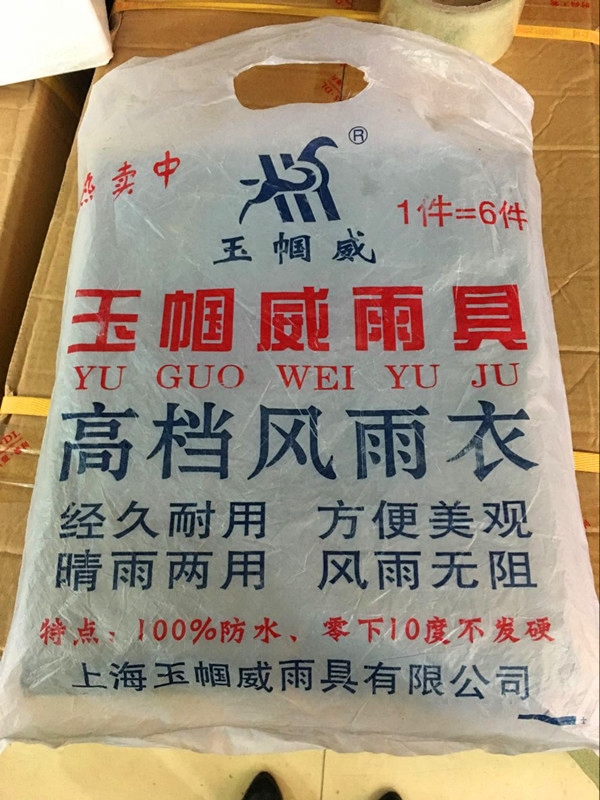 ®
热卖中
1件=6件
玉帼威
玉帼威雨具
YU GUO WEI YU JU
高档风雨衣
经久耐用 方便美观
晴雨两用 风雨无阻
特点：100%防水、零下10度不发硬
上海玉帼威雨具有限公司